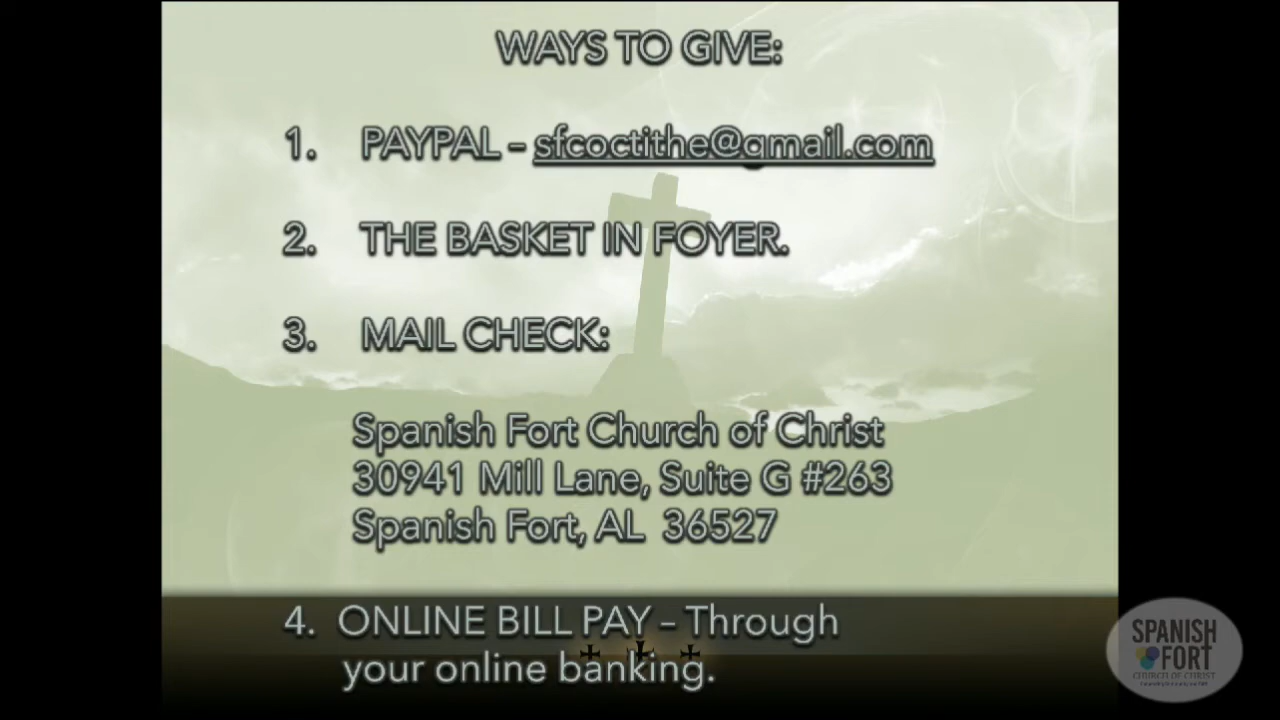 WAYS TO GIVE:
1. PAYPAL – sfcoctithe@gmail.com
2. THE BASKET IN FOYER.
3. MAIL CHECK:
Spanish Fort Church of Christ
30941 Mill Lane, Suite G #263
Spanish Fort, AL 36527
4. ONLINE BILL PAY – Through
your online banking.
SPANISH
FORT
CHURCH OF CHRIST